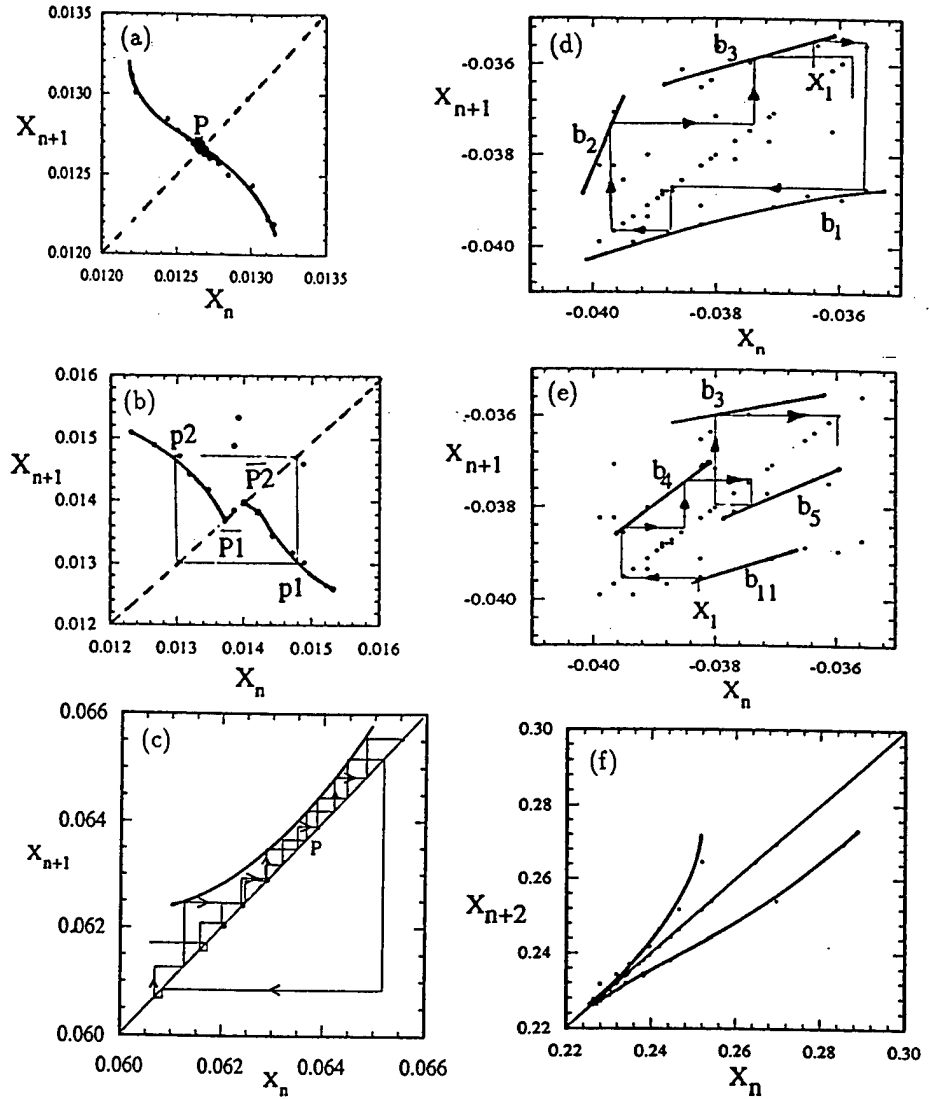 (a)
0.0135
0.0130
X_{n+1}
P
0.0125
0.0120
0.0120 0.0125 0.0130 0.0135
X_n
(b)
0.016
0.015
p2
X_{n+1}
P2
0.014
P1
0.013
p1
0.012
0.012 0.013 0.014 0.015 0.016
X_n
(c)
0.066
0.064
X_{n+1}
P
0.062
0.060
0.060 0.062 0.064 0.066
X_n
(d)
b_3
-0.036
X_{n+1}
X_1
b_2
-0.038
b_1
-0.040
-0.040 -0.038 -0.036
X_n
(e)
b_3
-0.036
X_{n+1}
b_4
-0.038
b_5
b_{11}
-0.040
X_1
-0.040 -0.038 -0.036
X_n
(f)
0.30
0.28
0.26
X_{n+2}
0.24
0.22
0.22 0.24 0.26 0.28 0.30
X_n